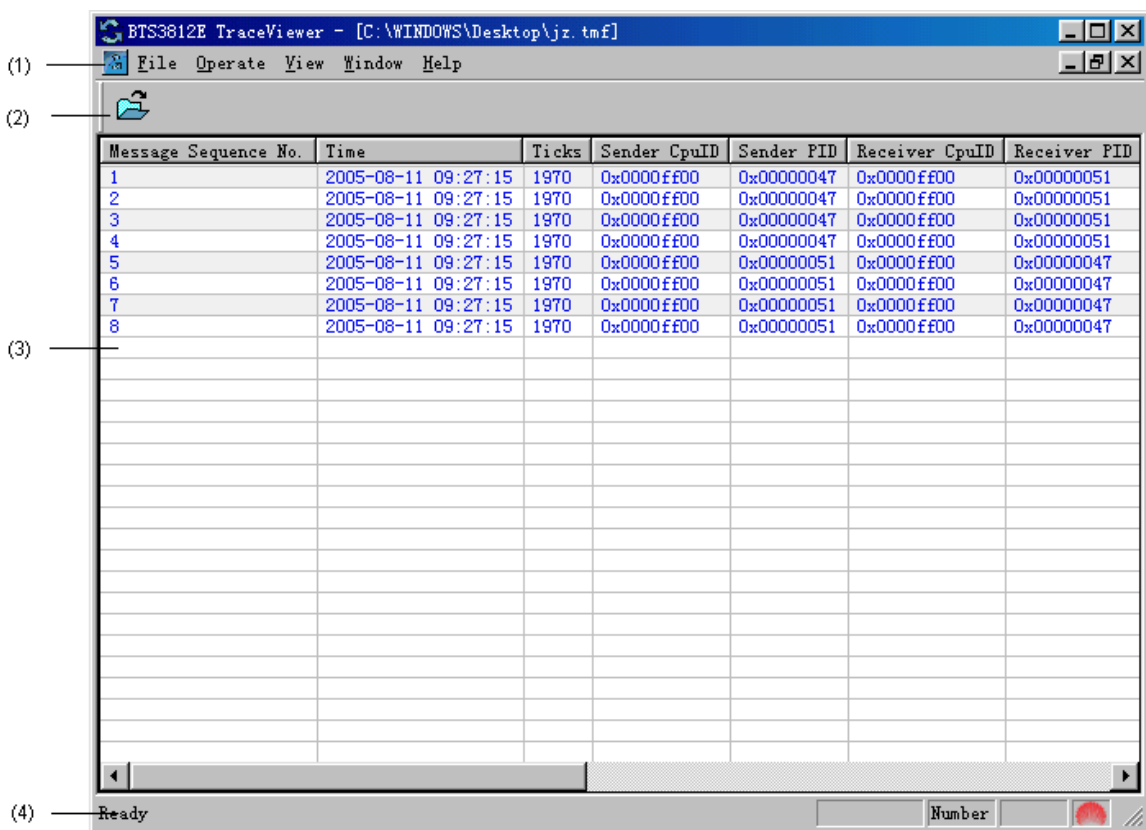 BTS3812E TraceViewer - [C:\WINDOWS\Desktop\jz.tmf]
(1) File Operate View Window Help
(2)
Message Sequence No. Time Ticks Sender CpuID Sender PID Receiver CpuID Receiver PID
1 2005-08-11 09:27:15 1970 0x0000ff00 0x00000047 0x0000ff00 0x00000051
2 2005-08-11 09:27:15 1970 0x0000ff00 0x00000047 0x0000ff00 0x00000051
3 2005-08-11 09:27:15 1970 0x0000ff00 0x00000047 0x0000ff00 0x00000051
4 2005-08-11 09:27:15 1970 0x0000ff00 0x00000047 0x0000ff00 0x00000051
5 2005-08-11 09:27:15 1970 0x0000ff00 0x00000051 0x0000ff00 0x00000047
6 2005-08-11 09:27:15 1970 0x0000ff00 0x00000051 0x0000ff00 0x00000047
7 2005-08-11 09:27:15 1970 0x0000ff00 0x00000051 0x0000ff00 0x00000047
8 2005-08-11 09:27:15 1970 0x0000ff00 0x00000051 0x0000ff00 0x00000047
(3)
(4) Ready Number